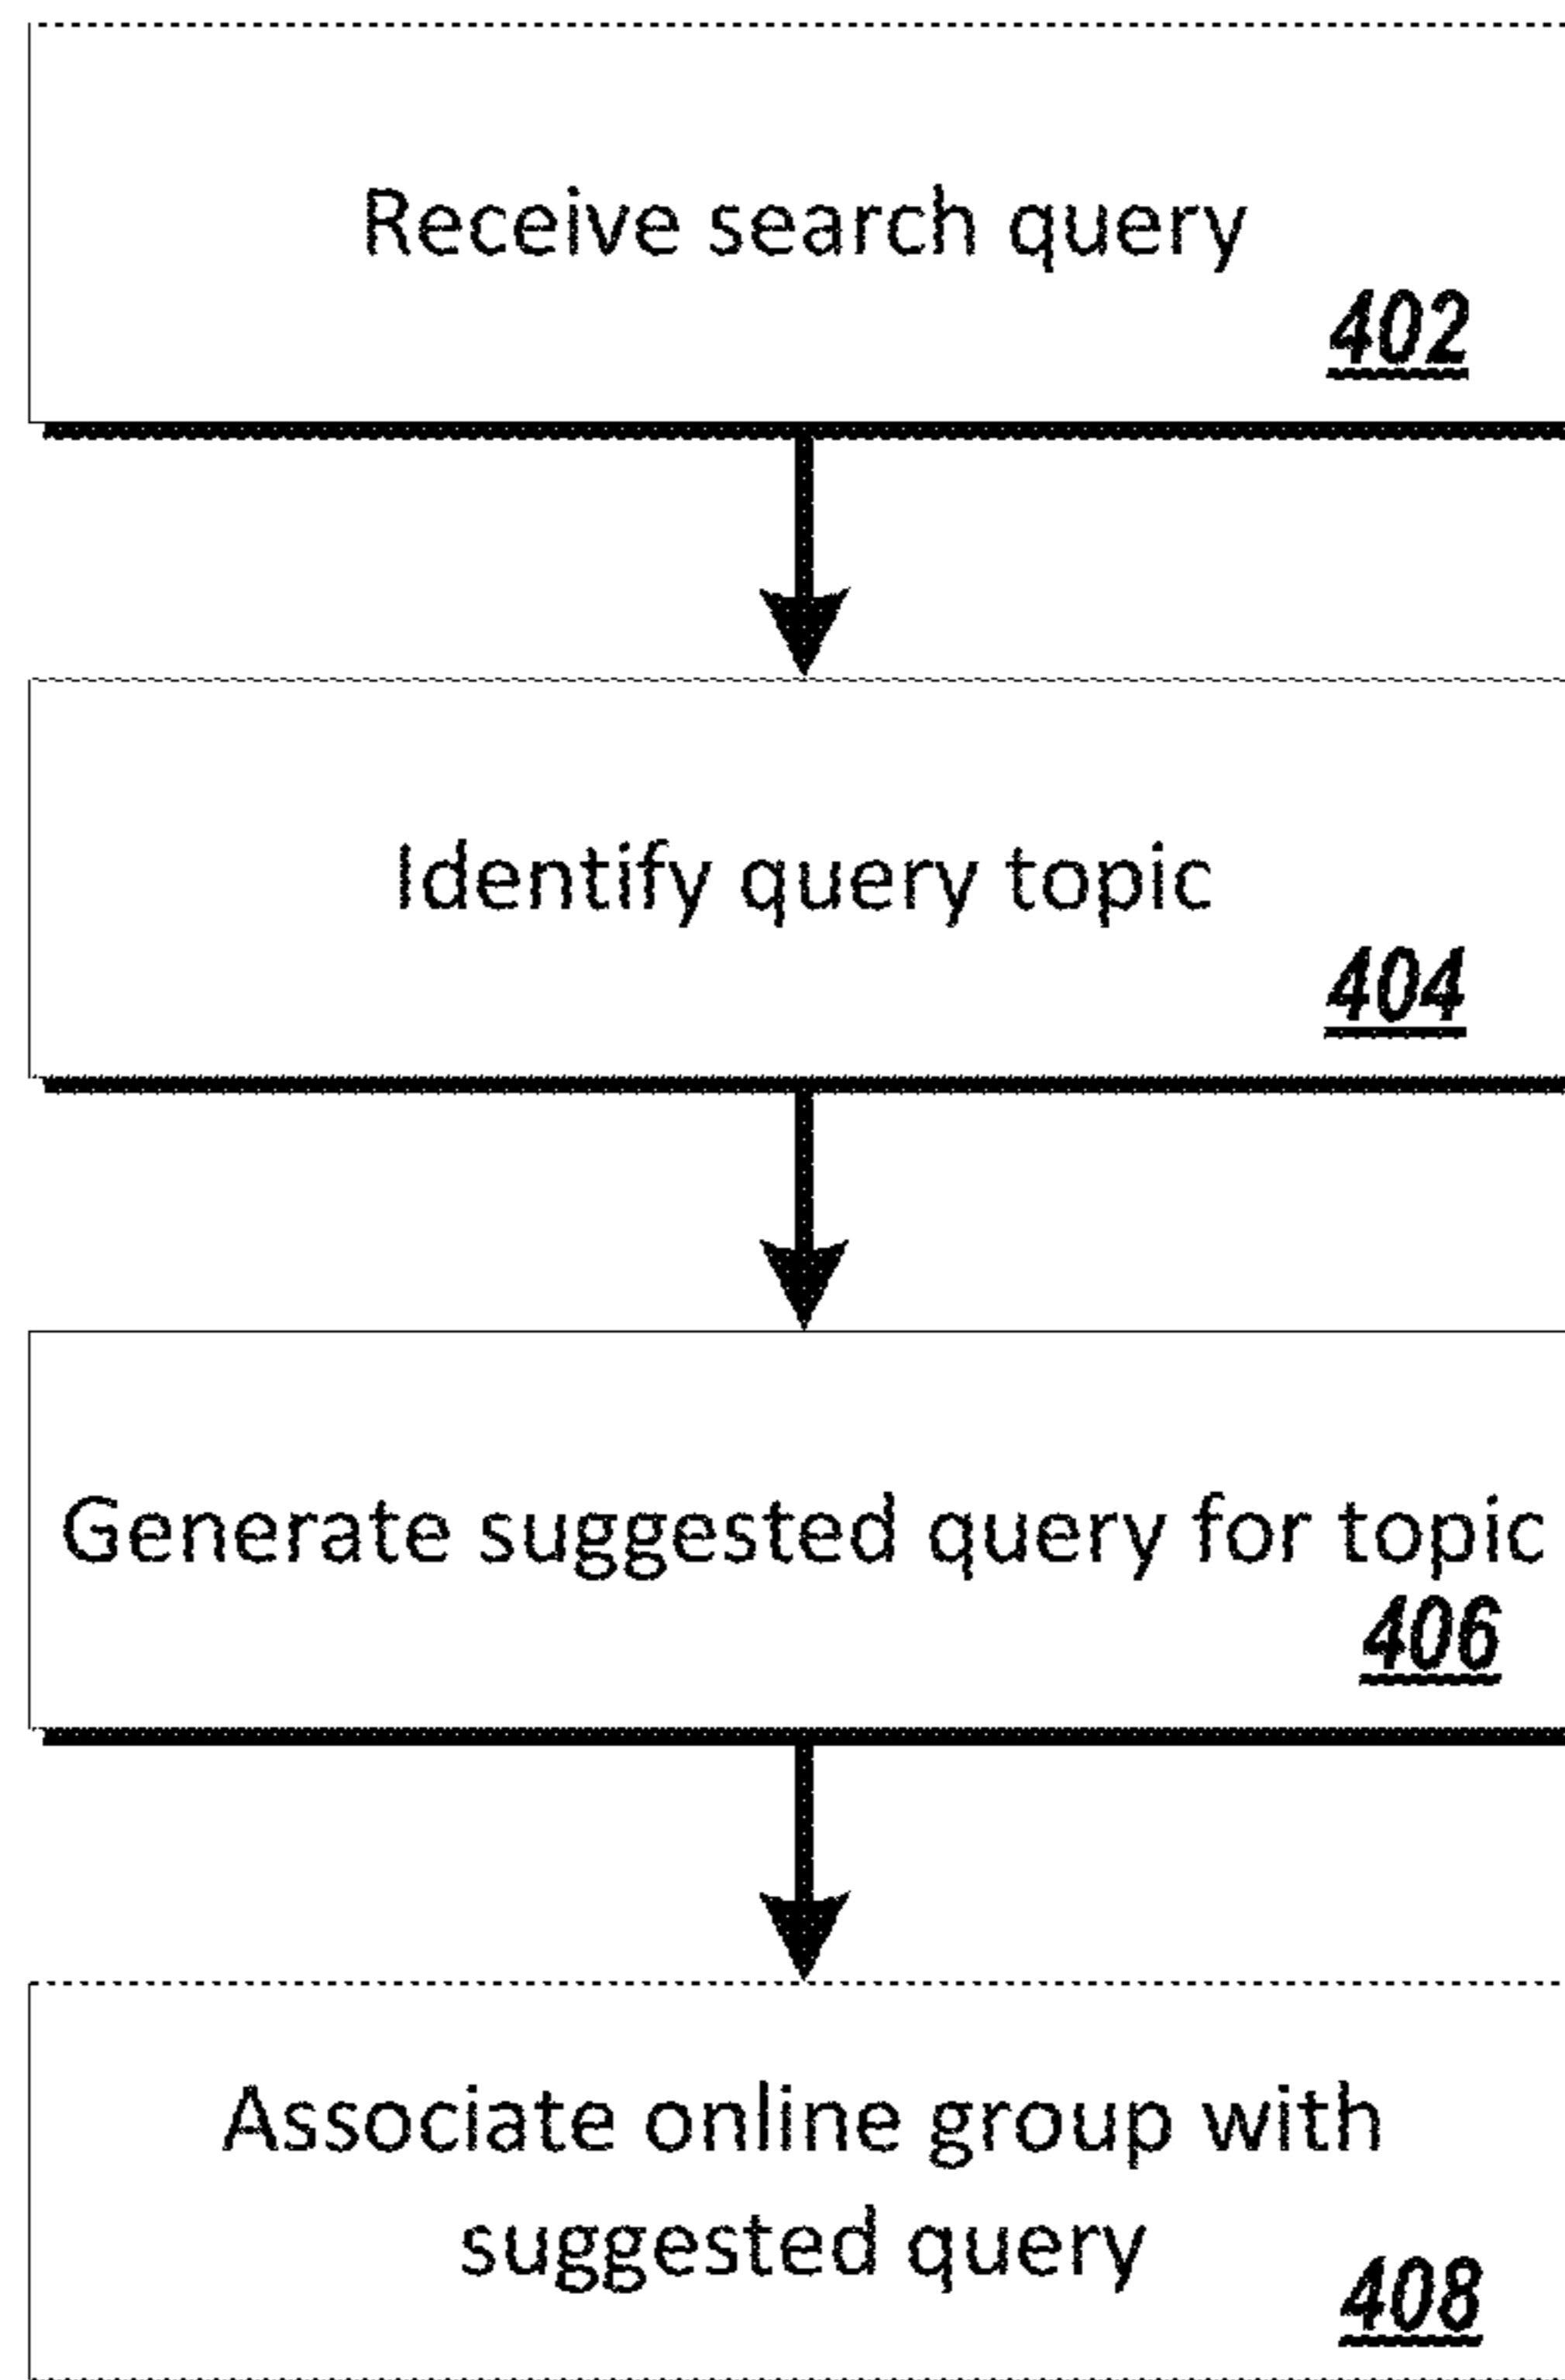 Receive search query
402
Identify query topic
404
Generate suggested query for topic
406
Associate online group with
suggested query
408